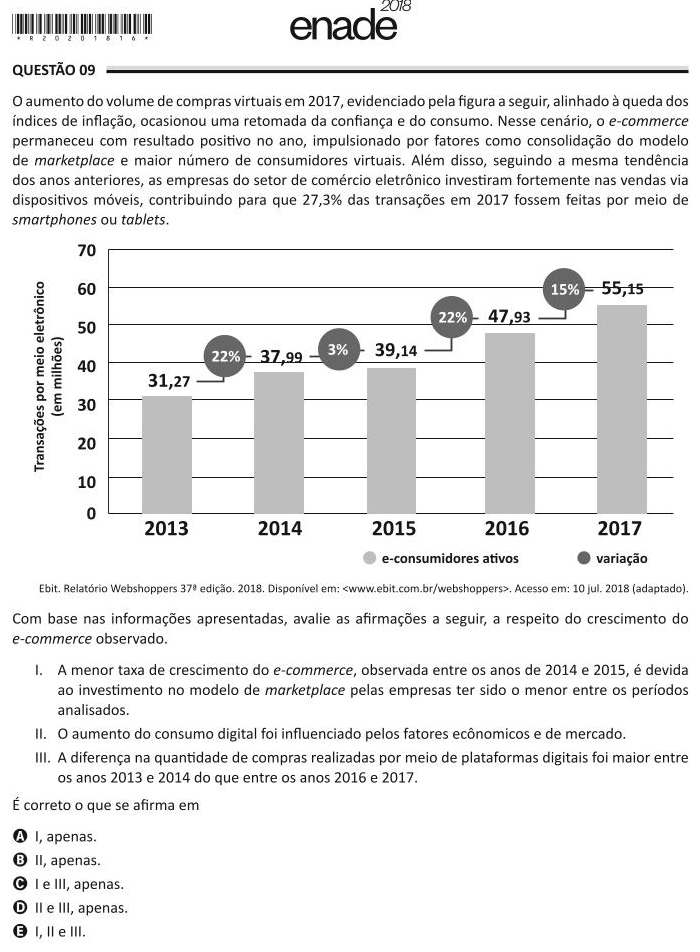 2018
enade
* R 2 0 2 0 1 8 1 6 *
QUESTÃO 09
O aumento do volume de compras virtuais em 2017, evidenciado pela figura a seguir, alinhado à queda dos
índices de inflação, ocasionou uma retomada da confiança e do consumo. Nesse cenário, o e-commerce
permaneceu com resultado positivo no ano, impulsionado por fatores como consolidação do modelo
de marketplace e maior número de consumidores virtuais. Além disso, seguindo a mesma tendência
dos anos anteriores, as empresas do setor de comércio eletrônico investiram fortemente nas vendas via
dispositivos móveis, contribuindo para que 27,3% das transações em 2017 fossem feitas por meio de
smartphones ou tablets.
Transações por meio eletrônico
(em milhões)
70
60
50
40
30
20
10
0
31,27
22%
37,99
3%
39,14
22%
47,93
15%
55,15
2013
2014
2015
2016
2017
e-consumidores ativos
variação
Ebit. Relatório Webshoppers 37ª edição. 2018. Disponível em: <www.ebit.com.br/webshoppers>. Acesso em: 10 jul. 2018 (adaptado).
Com base nas informações apresentadas, avalie as afirmações a seguir, a respeito do crescimento do
e-commerce observado.
I. A menor taxa de crescimento do e-commerce, observada entre os anos de 2014 e 2015, é devida
ao investimento no modelo de marketplace pelas empresas ter sido o menor entre os períodos
analisados.
II. O aumento do consumo digital foi influenciado pelos fatores ecônomicos e de mercado.
III. A diferença na quantidade de compras realizadas por meio de plataformas digitais foi maior entre
os anos 2013 e 2014 do que entre os anos 2016 e 2017.
É correto o que se afirma em
A I, apenas.
B II, apenas.
C I e III, apenas.
D II e III, apenas.
E I, II e III.